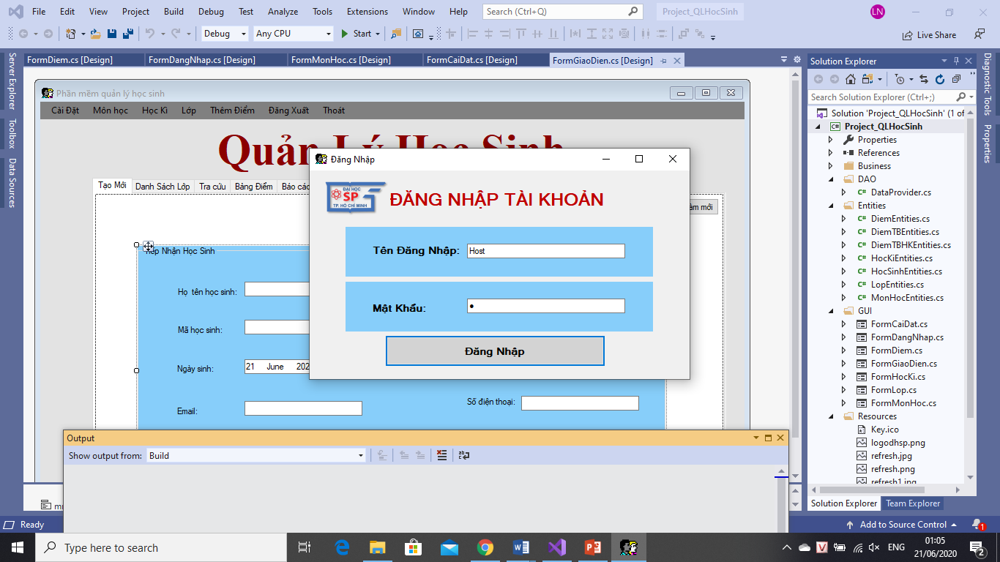 File Edit View Project Build Debug Test Analyze Tools Extensions Window Help Search (Ctrl+Q) Project_QLHocSinh LN
Debug Any CPU Start Live Share
Server Explorer
Toolbox
Data Sources
FormDiem.cs [Design] FormDangNhap.cs [Design] FormMonHoc.cs [Design] FormCaiDat.cs [Design] FormGiaoDien.cs [Design]
Phần mềm quản lý học sinh
Cài Đặt Môn học Học Kì Lớp Thêm Điểm Đăng Xuất Thoát
Quản Lý Học Sinh
Tạo Mới Danh Sách Lớp Tra cứu Bảng Điểm Báo cáo
àm mới
Tiếp Nhận Học Sinh
Họ tên học sinh:
Mã học sinh:
Ngày sinh: 21 June 202
Email:
Số điện thoại:
Đăng Nhập
ĐẠI HỌC
SP
TP. HỒ CHÍ MINH
ĐĂNG NHẬP TÀI KHOẢN
Tên Đăng Nhập: Host
Mật Khẩu:
Đăng Nhập
Output
Show output from: Build
Solution Explorer
Search Solution Explorer (Ctrl+;)
Solution 'Project_QLHocSinh' (1 of
C# Project_QLHocSinh
Properties
References
Business
DAO
C# DataProvider.cs
Entities
C# DiemEntities.cs
C# DiemTBEntities.cs
C# DiemTBHKEntities.cs
C# HocKiEntities.cs
C# HocSinhEntities.cs
C# LopEntities.cs
C# MonHocEntities.cs
GUI
FormCaiDat.cs
FormDangNhap.cs
FormDiem.cs
FormGiaoDien.cs
FormHocKi.cs
FormLop.cs
FormMonHoc.cs
Resources
Key.ico
logodhsp.png
refresh.jpg
refresh.png
refresh1.jpg
Solution Explorer Team Explorer
Diagnostic Tools
Properties
Ready Add to Source Control 1
Type here to search
V ENG 01:05
21/06/2020 2